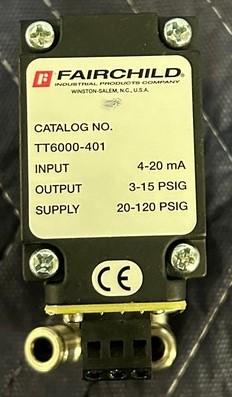 FAIRCHILD®
INDUSTRIAL PRODUCTS COMPANY
WINSTON-SALEM, N.C., U.S.A.
CATALOG NO.
TT6000-401
INPUT 4-20 mA
OUTPUT 3-15 PSIG
SUPPLY 20-120 PSIG
CE